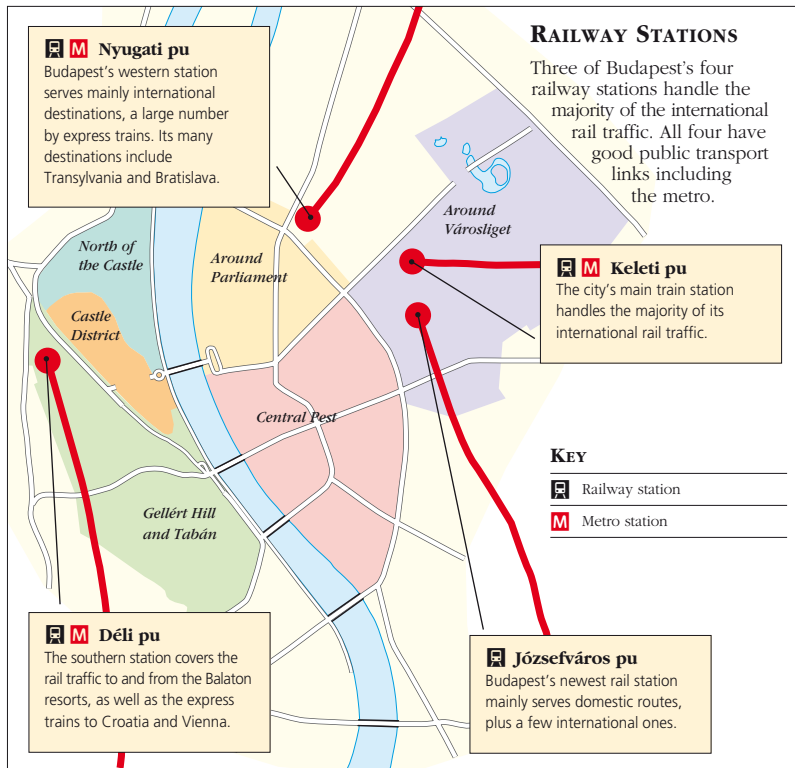 RAILWAY STATIONS
Three of Budapest's four
railway stations handle the
majority of the international
rail traffic. All four have
good public transport
links including
the metro.
M Nyugati pu
Budapest's western station
serves mainly international
destinations, a large number
by express trains. Its many
destinations include
Transylvania and Bratislava.
North of
the Castle
Around
Parliament
Around
Városliget
Castle
District
M Keleti pu
The city's main train station
handles the majority of its
international rail traffic.
Central Pest
Gellért Hill
and Tabán
KEY
Railway station
M Metro station
M Déli pu
The southern station covers the
rail traffic to and from the Balaton
resorts, as well as the express
trains to Croatia and Vienna.
Józsefváros pu
Budapest's newest rail station
mainly serves domestic routes,
plus a few international ones.